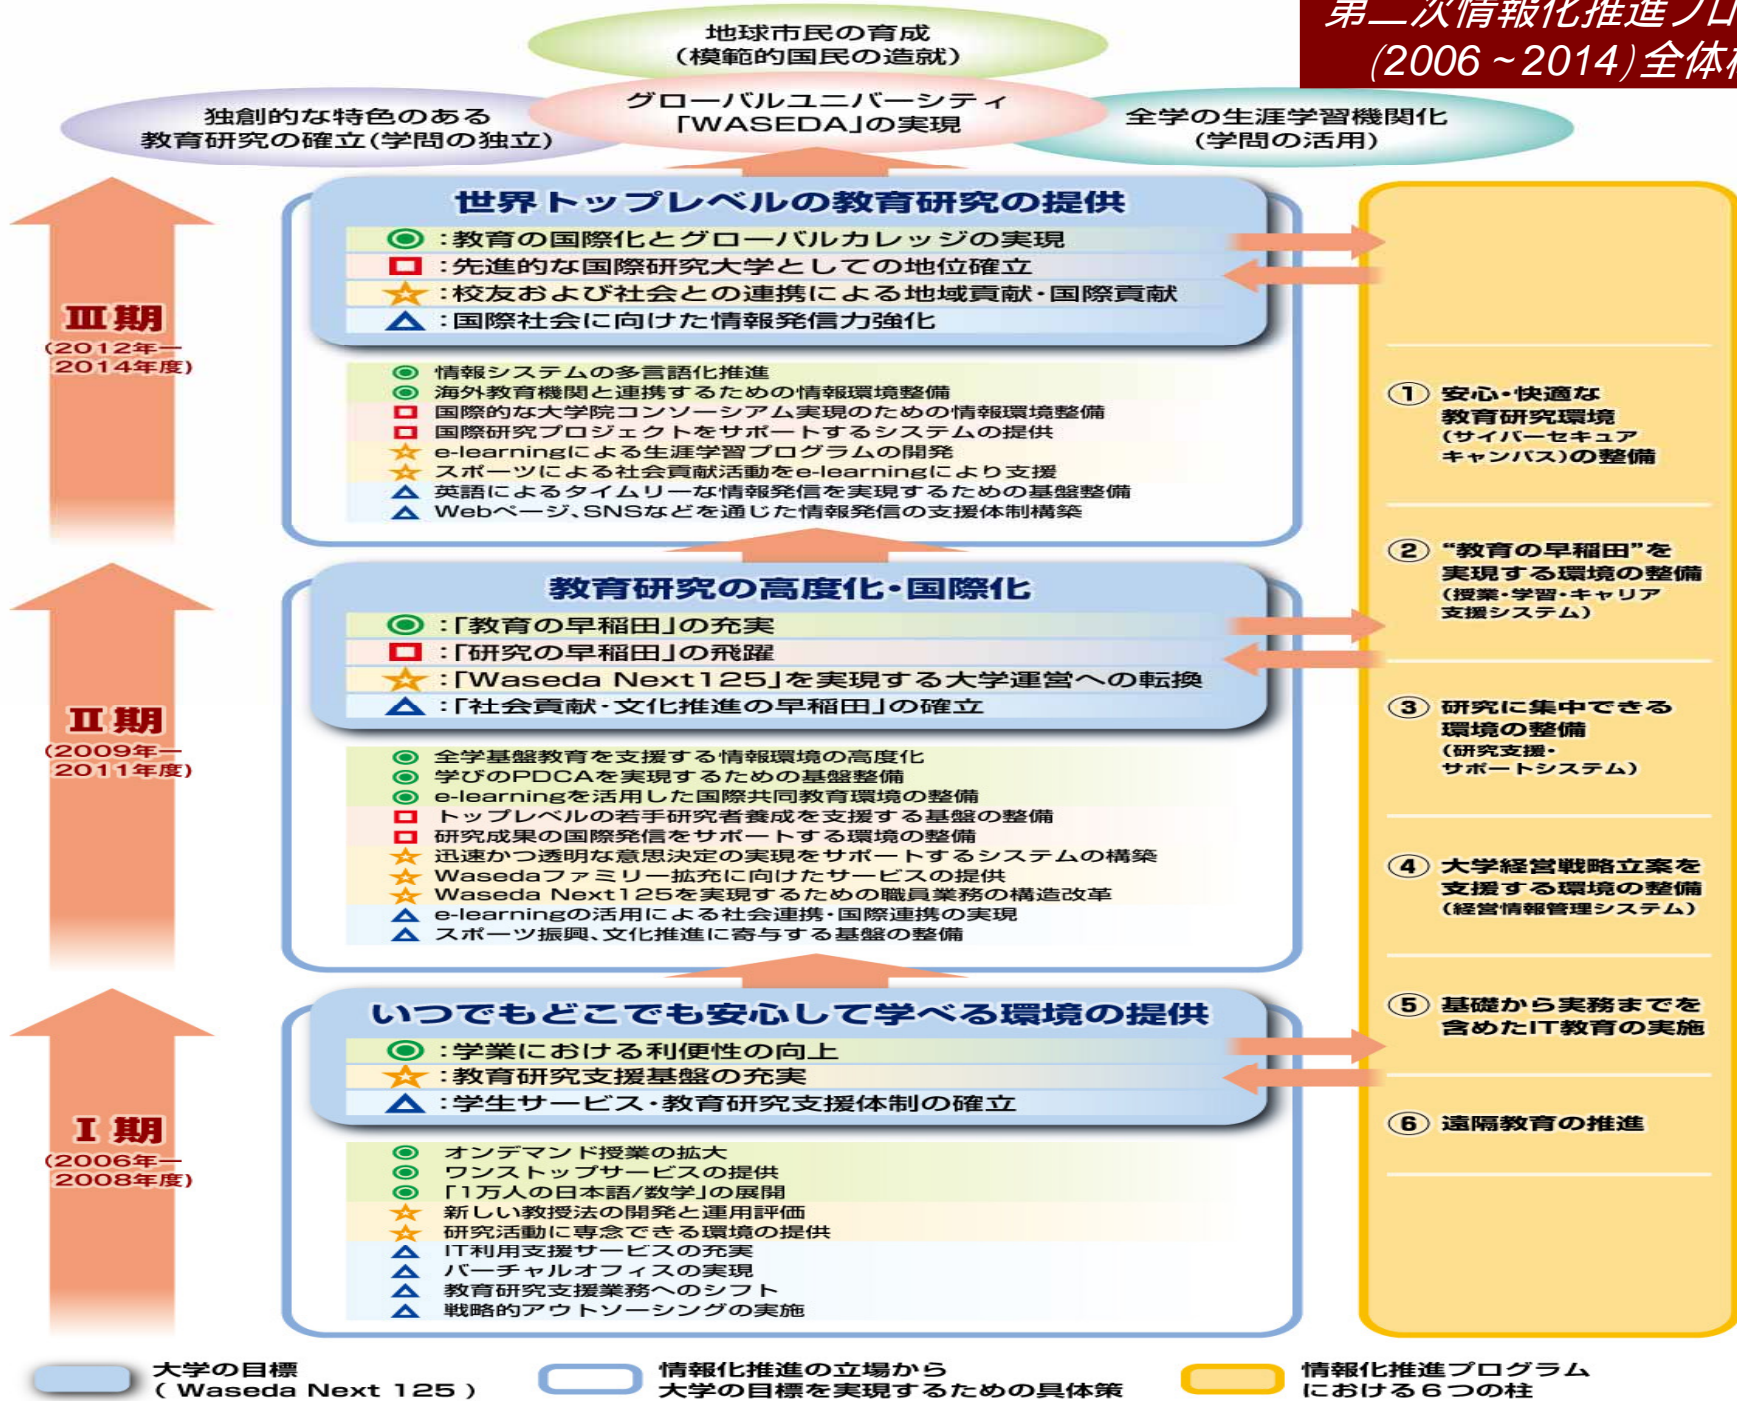 第二次情報化推進プロ
(2006～2014)全体
地球市民の育成
(模範的国民の造就)
独創的な特色のある
教育研究の確立(学問の独立)
グローバルユニバーシティ
「WASEDA」の実現
全学の生涯学習機関化
(学問の活用)
世界トップレベルの教育研究の提供
◎:教育の国際化とグローバルカレッジの実現
□:先進的な国際研究大学としての地位確立
☆:校友および社会との連携による地域貢献・国際貢献
△:国際社会に向けた情報発信力強化
Ⅲ期
(2012年ー
2014年度)
◎ 情報システムの多言語化推進
◎ 海外教育機関と連携するための情報環境整備
□ 国際的な大学院コンソーシアム実現のための情報環境整備
□ 国際研究プロジェクトをサポートするシステムの提供
☆ e-learningによる生涯学習プログラムの開発
☆ スポーツによる社会貢献活動をe-learningにより支援
△ 英語によるタイムリーな情報発信を実現するための基盤整備
△ Webページ、SNSなどを通じた情報発信の支援体制構築
教育研究の高度化・国際化
◎:「教育の早稲田」の充実
□:「研究の早稲田」の飛躍
☆:「Waseda Next125」を実現する大学運営への転換
△:「社会貢献・文化推進の早稲田」の確立
Ⅱ期
(2009年ー
2011年度)
◎ 全学基盤教育を支援する情報環境の高度化
◎ 学びのPDCAを実現するための基盤整備
◎ e-learningを活用した国際共同教育環境の整備
□ トップレベルの若手研究者養成を支援する基盤の整備
□ 研究成果の国際発信をサポートする環境の整備
☆ 迅速かつ透明な意思決定の実現をサポートするシステムの構築
☆ Wasedaファミリー拡充に向けたサービスの提供
☆ Waseda Next125を実現するための職員業務の構造改革
△ e-learningの活用による社会連携・国際連携の実現
△ スポーツ振興、文化推進に寄与する基盤の整備
いつでもどこでも安心して学べる環境の提供
◎:学業における利便性の向上
☆:教育研究支援基盤の充実
△:学生サービス・教育研究支援体制の確立
Ⅰ期
(2006年ー
2008年度)
◎ オンデマンド授業の拡大
◎ ワンストップサービスの提供
◎ 「1万人の日本語/数学」の展開
☆ 新しい教授法の開発と運用評価
☆ 研究活動に専念できる環境の提供
△ IT利用支援サービスの充実
△ バーチャルオフィスの実現
△ 教育研究支援業務へのシフト
△ 戦略的アウトソーシングの実施
① 安心・快適な
教育研究環境
(サイバーセキュア
キャンパス)の整備
② “教育の早稲田”を
実現する環境の整備
(授業・学習・キャリア
支援システム)
③ 研究に集中できる
環境の整備
(研究支援・
サポートシステム)
④ 大学経営戦略立案を
支援する環境の整備
(経営情報管理システム)
⑤ 基礎から実務までを
含めたIT教育の実施
⑥ 遠隔教育の推進
大学の目標
( Waseda Next 125 )
情報化推進の立場から
大学の目標を実現するための具体策
情報化推進プログラム
における6つの柱